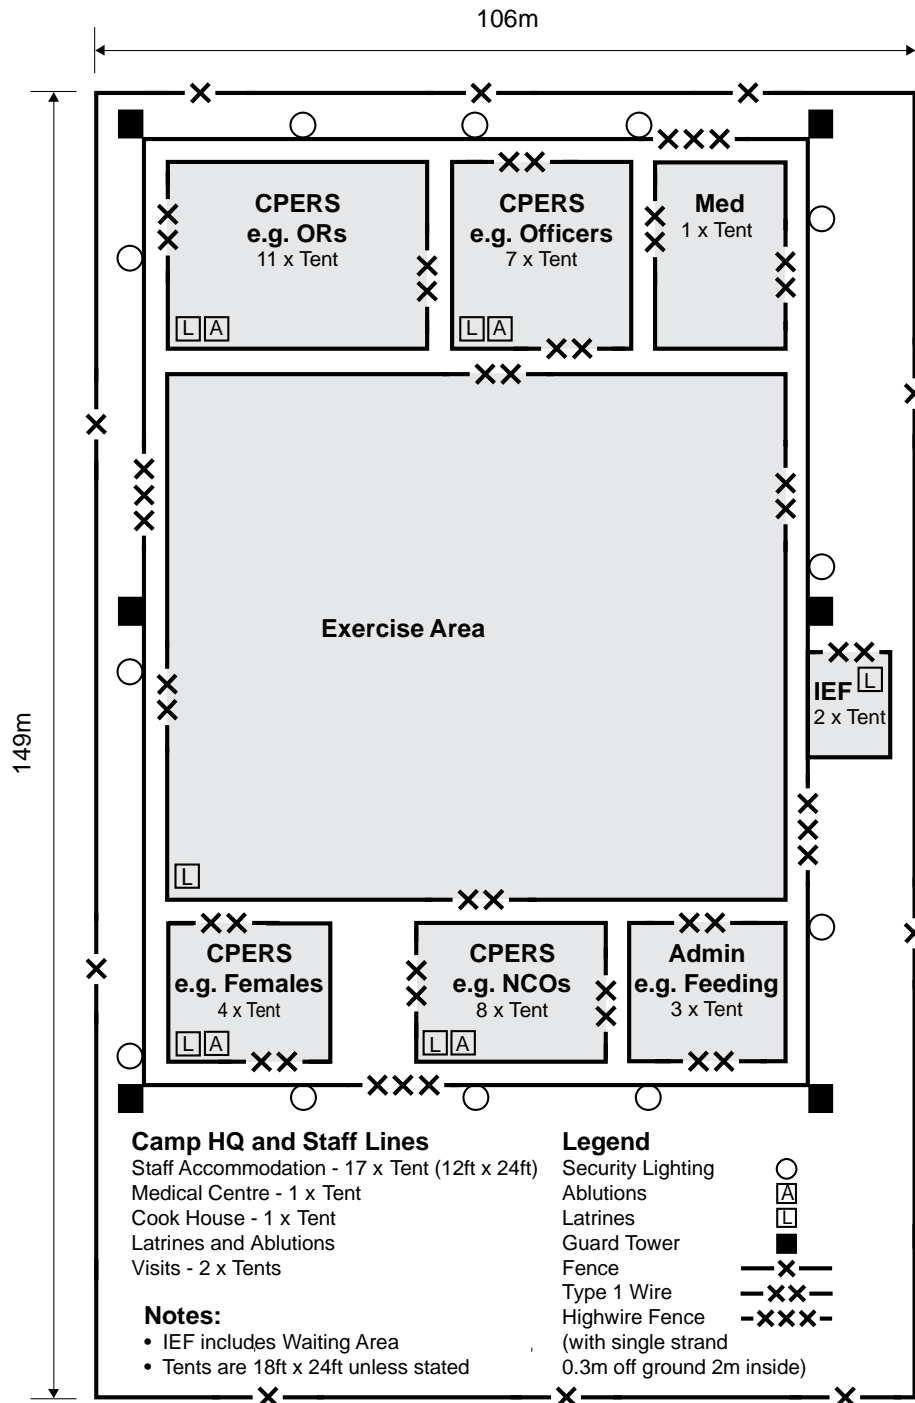 106m
149m
CPERS
e.g. ORs
11 x Tent
L A
CPERS
e.g. Officers
7 x Tent
L A
Med
1 x Tent
Exercise Area
L
IEF L
2 x Tent
CPERS
e.g. Females
4 x Tent
L A
CPERS
e.g. NCOs
8 x Tent
L A
Admin
e.g. Feeding
3 x Tent
Camp HQ and Staff Lines
Staff Accommodation - 17 x Tent (12ft x 24ft)
Medical Centre - 1 x Tent
Cook House - 1 x Tent
Latrines and Ablutions
Visits - 2 x Tents
Notes:
• IEF includes Waiting Area
• Tents are 18ft x 24ft unless stated
Legend
Security Lighting
Ablutions A
Latrines L
Guard Tower
Fence
Type 1 Wire
Highwire Fence
(with single strand
0.3m off ground 2m inside)